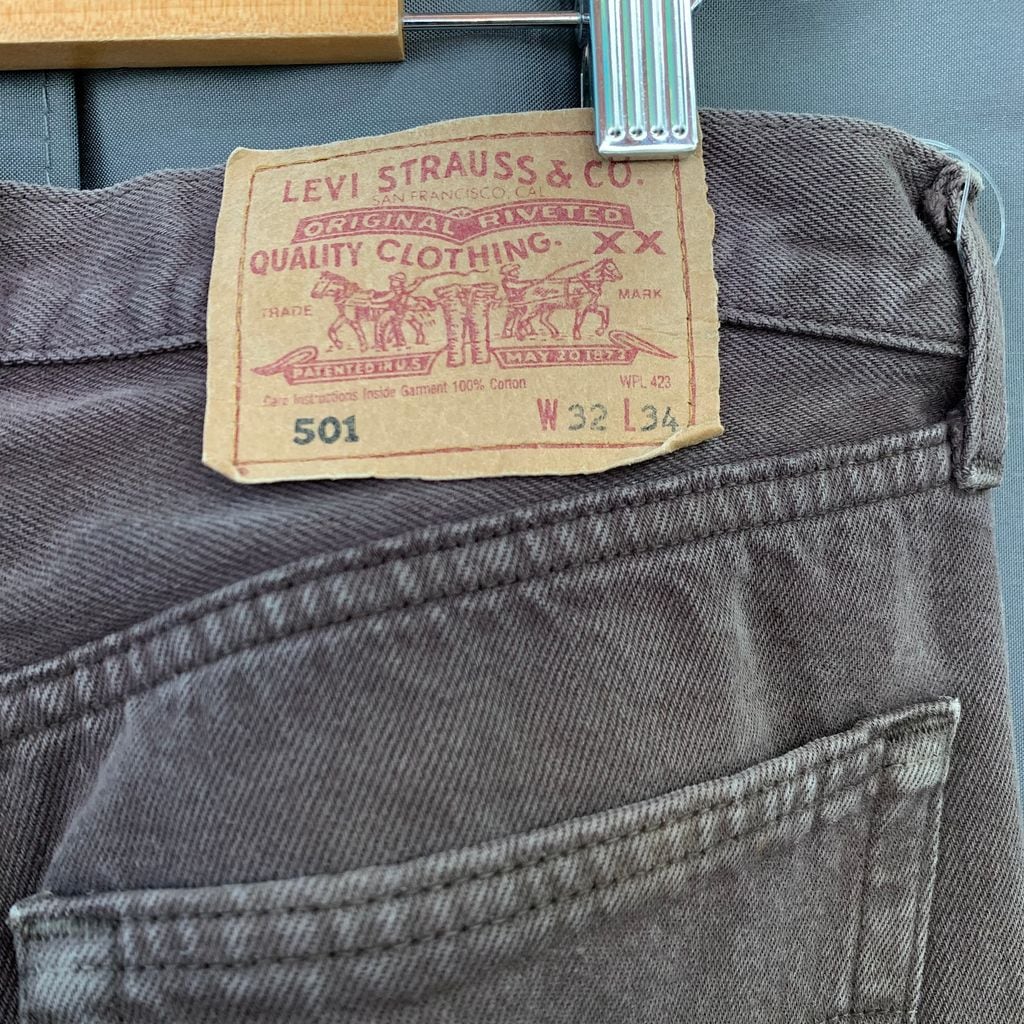 LEVI STRAUSS & CO.
SAN FRANCISCO, CAL
ORIGINAL RIVETED
QUALITY CLOTHING. XX
TRADE MARK
PATENTED IN U.S MAY 20 1873
Care Instructions Inside Garment 100% Cotton WPL 423
501 W 32 L 34